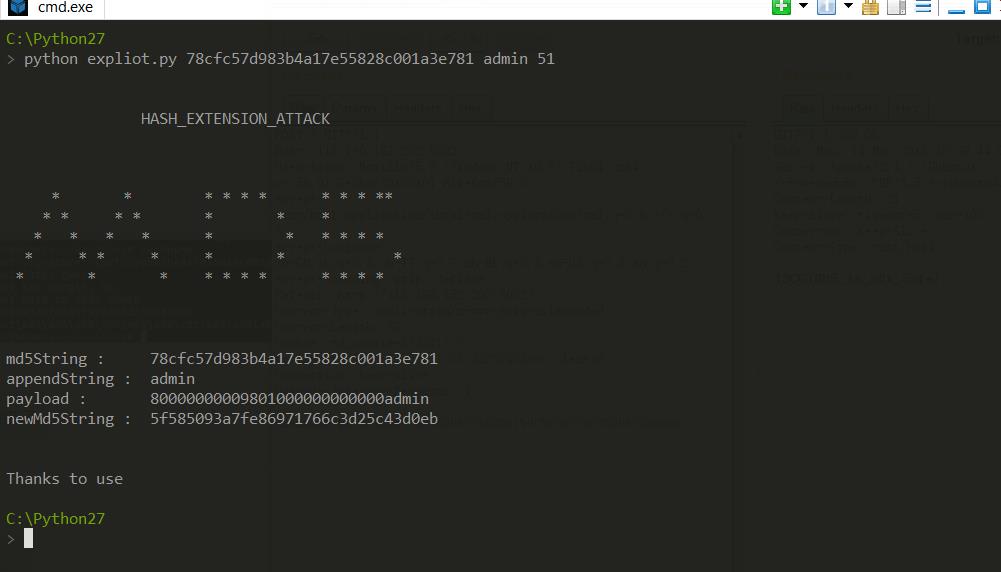 cmd.exe
C:\Python27
> python expliot.py 78cfc57d983b4a17e55828c001a3e781 admin 51
HASH_EXTENSION_ATTACK
md5String : 78cfc57d983b4a17e55828c001a3e781
appendString : admin
payload : 80000000009801000000000000admin
newMd5String : 5f585093a7fe86971766c3d25c43d0eb
Thanks to use
C:\Python27
>